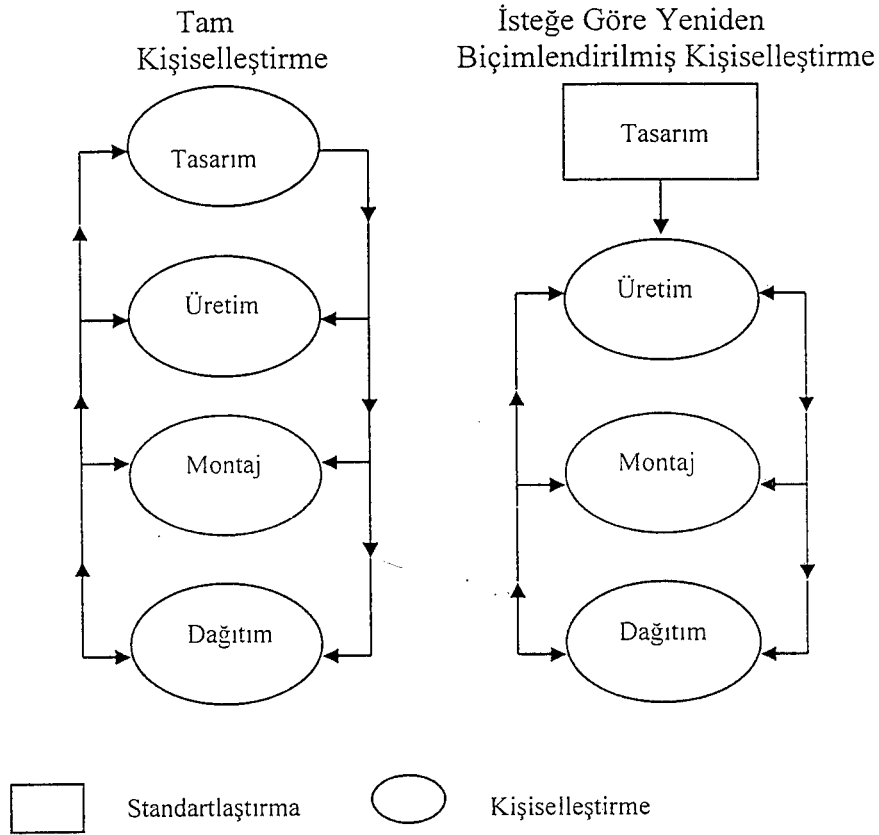 Tam
Kişiselleştirme
Tasarım
Üretim
Montaj
Dağıtım
İsteğe Göre Yeniden
Biçimlendirilmiş Kişiselleştirme
Tasarım
Üretim
Montaj
Dağıtım
Standartlaştırma
Kişiselleştirme